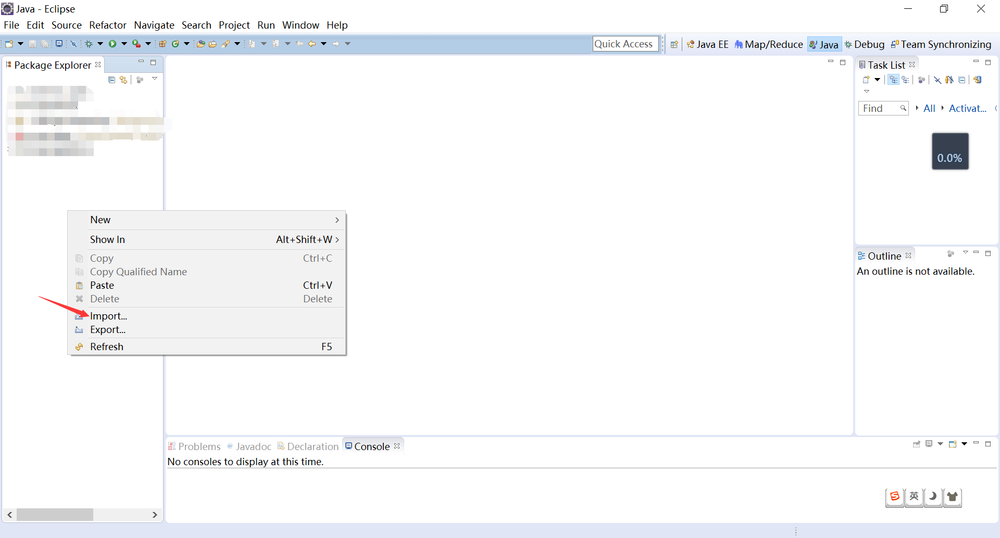 Java - Eclipse
File Edit Source Refactor Navigate Search Project Run Window Help
Quick Access Java EE Map/Reduce Java Debug Team Synchronizing
Package Explorer
Task List
Find All Activat...
0.0%
New
Show In Alt+Shift+W
Copy Ctrl+C
Copy Qualified Name
Paste Ctrl+V
Delete Delete
Import...
Export...
Refresh F5
Outline
An outline is not available.
Problems @ Javadoc Declaration Console
No consoles to display at this time.
S 英